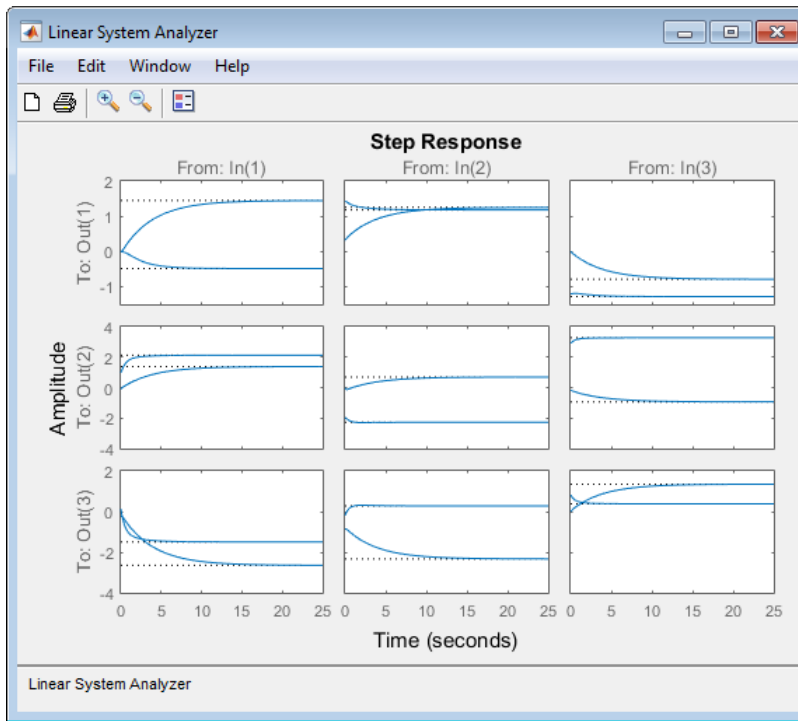 Linear System Analyzer
File Edit Window Help
Step Response
From: In(1) From: In(2) From: In(3)
Amplitude
To: Out(1)
2
1
0
-1
To: Out(2)
4
2
0
-2
-4
To: Out(3)
2
0
-2
-4
0 5 10 15 20 25 0 5 10 15 20 25 0 5 10 15 20 25
Time (seconds)
Linear System Analyzer